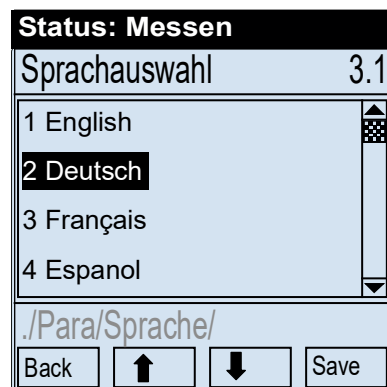 Status: Messen
Sprachauswahl 3.1
1 English
2 Deutsch
3 Français
4 Espanol
./Para/Sprache/
Back Save